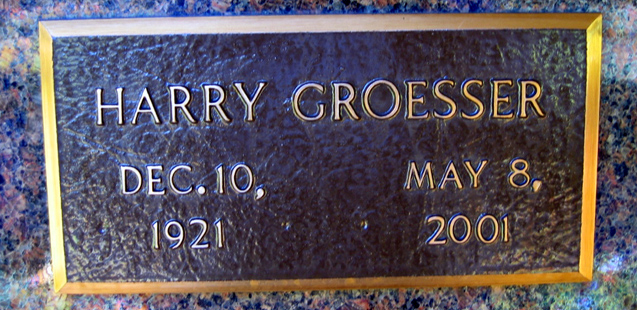 HARRY GROESSER
DEC. 10, MAY 8,
1921 2001